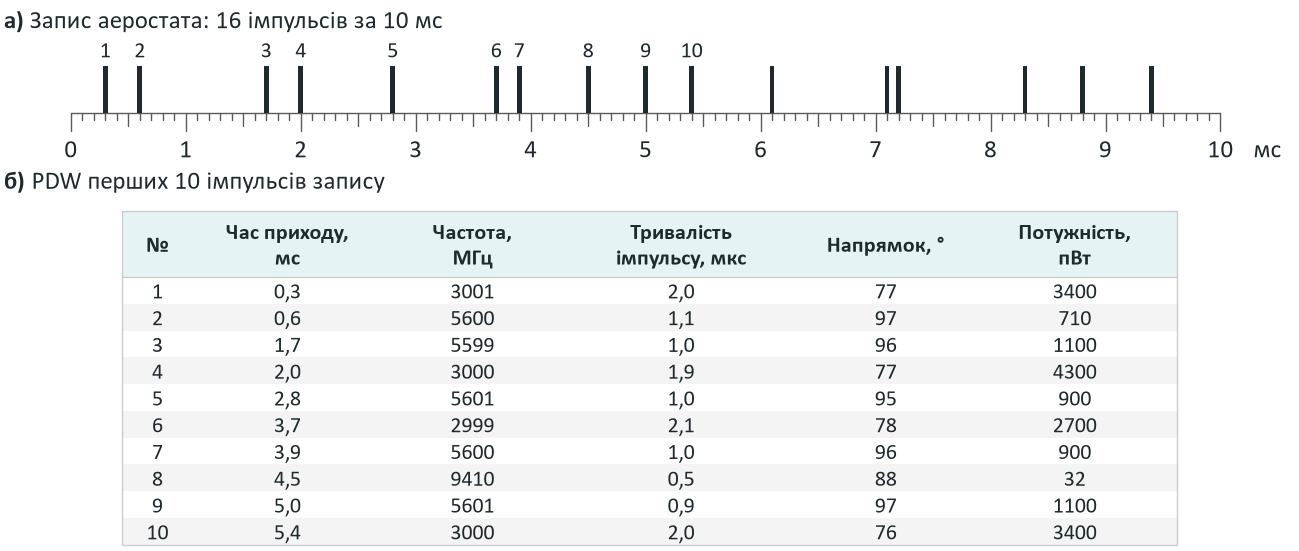 а) Запис аеростата: 16 імпульсів за 10 мс
1 2 3 4 5 6 7 8 9 10
0 1 2 3 4 5 6 7 8 9 10 мс
б) PDW перших 10 імпульсів запису
№ Час приходу, мс Частота, МГц Тривалість імпульсу, мкс Напрямок, ° Потужність, пВт
1 0,3 3001 2,0 77 3400
2 0,6 5600 1,1 97 710
3 1,7 5599 1,0 96 1100
4 2,0 3000 1,9 77 4300
5 2,8 5601 1,0 95 900
6 3,7 2999 2,1 78 2700
7 3,9 5600 1,0 96 900
8 4,5 9410 0,5 88 32
9 5,0 5601 0,9 97 1100
10 5,4 3000 2,0 76 3400